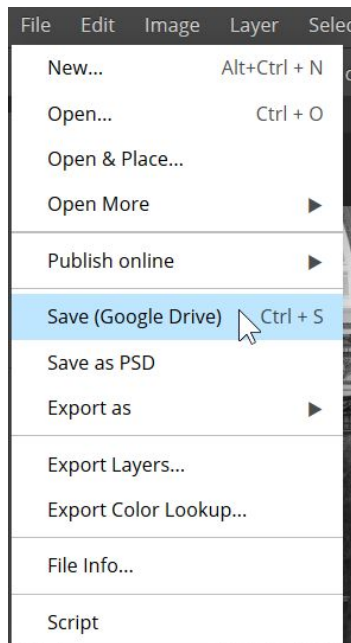 File Edit Image Layer Sele
New... Alt+Ctrl + N
Open... Ctrl + O
Open & Place...
Open More ▶
Publish online ▶
Save (Google Drive) Ctrl + S
Save as PSD
Export as ▶
Export Layers...
Export Color Lookup...
File Info...
Script